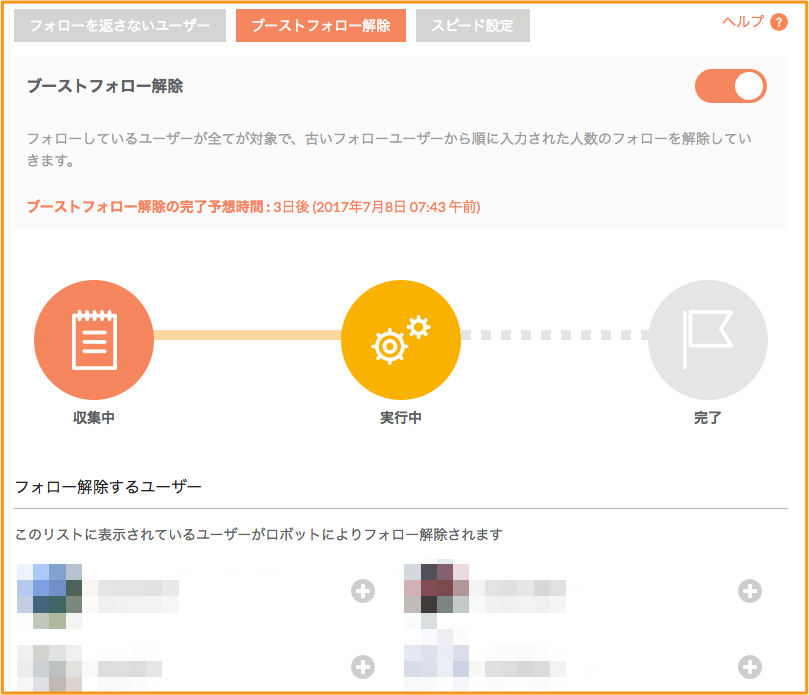 フォローを返さないユーザー
ブーストフォロー解除
スピード設定
ヘルプ ?
ブーストフォロー解除
フォローしているユーザーが全てが対象で、古いフォローユーザーから順に入力された人数のフォローを解除してい
きます。
ブーストフォロー解除の完了予想時間 : 3日後 (2017年7月8日 07:43 午前)
収集中
実行中
完了
フォロー解除するユーザー
このリストに表示されているユーザーがロボットによりフォロー解除されます